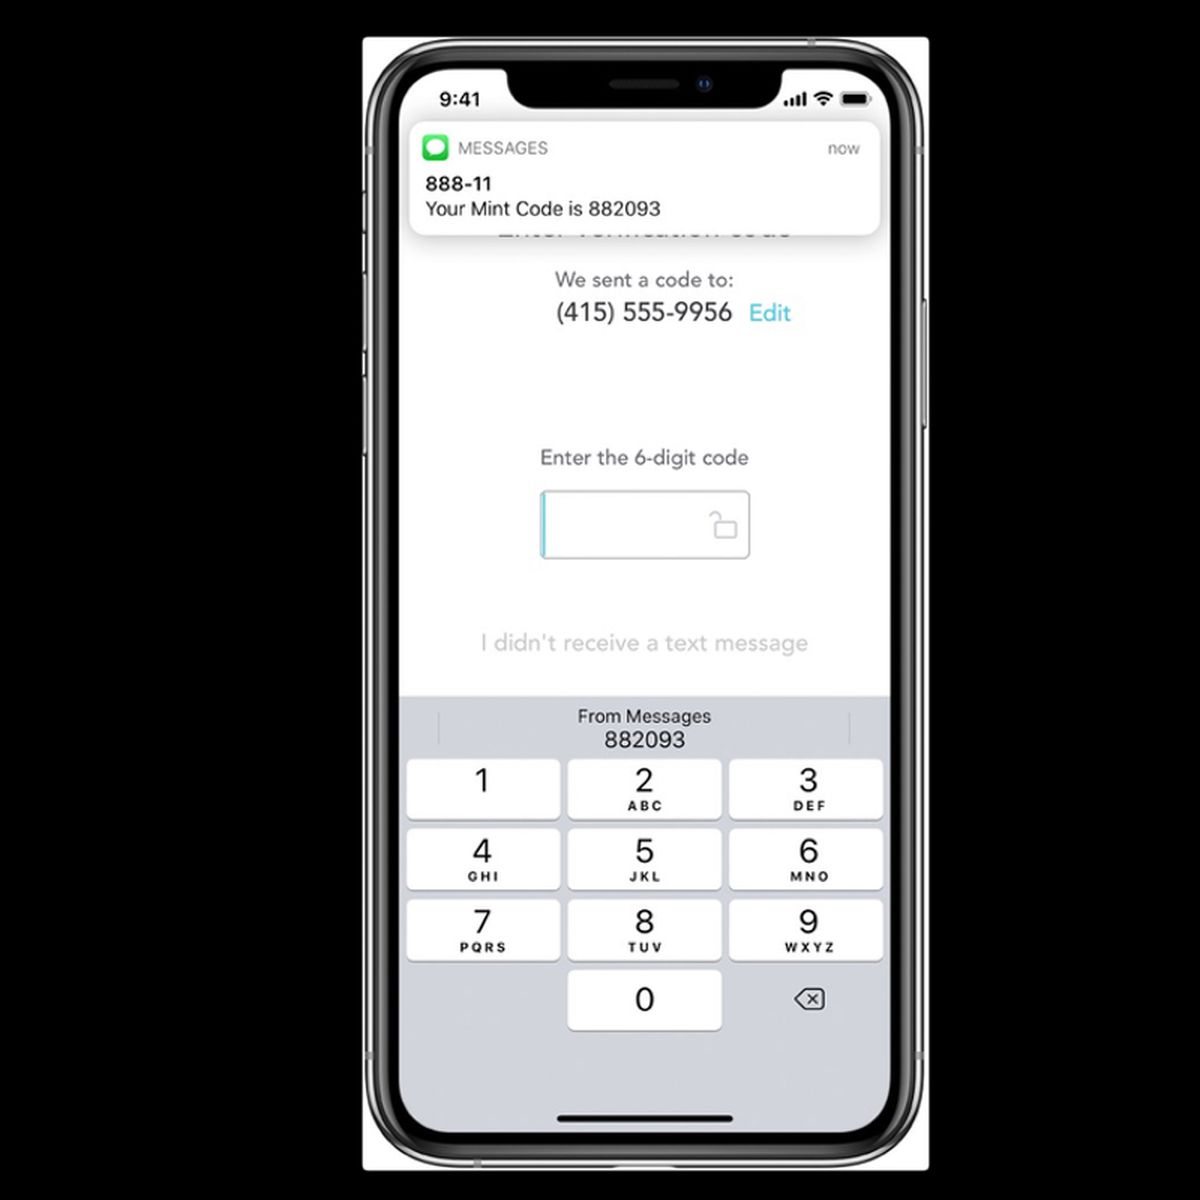 9:41
MESSAGES now
888-11
Your Mint Code is 882093
We sent a code to:
(415) 555-9956 Edit
Enter the 6-digit code
I didn't receive a text message
From Messages
882093
1 2 3
ABC DEF
4 5 6
GHI JKL MNO
7 8 9
PQRS TUV WXYZ
0